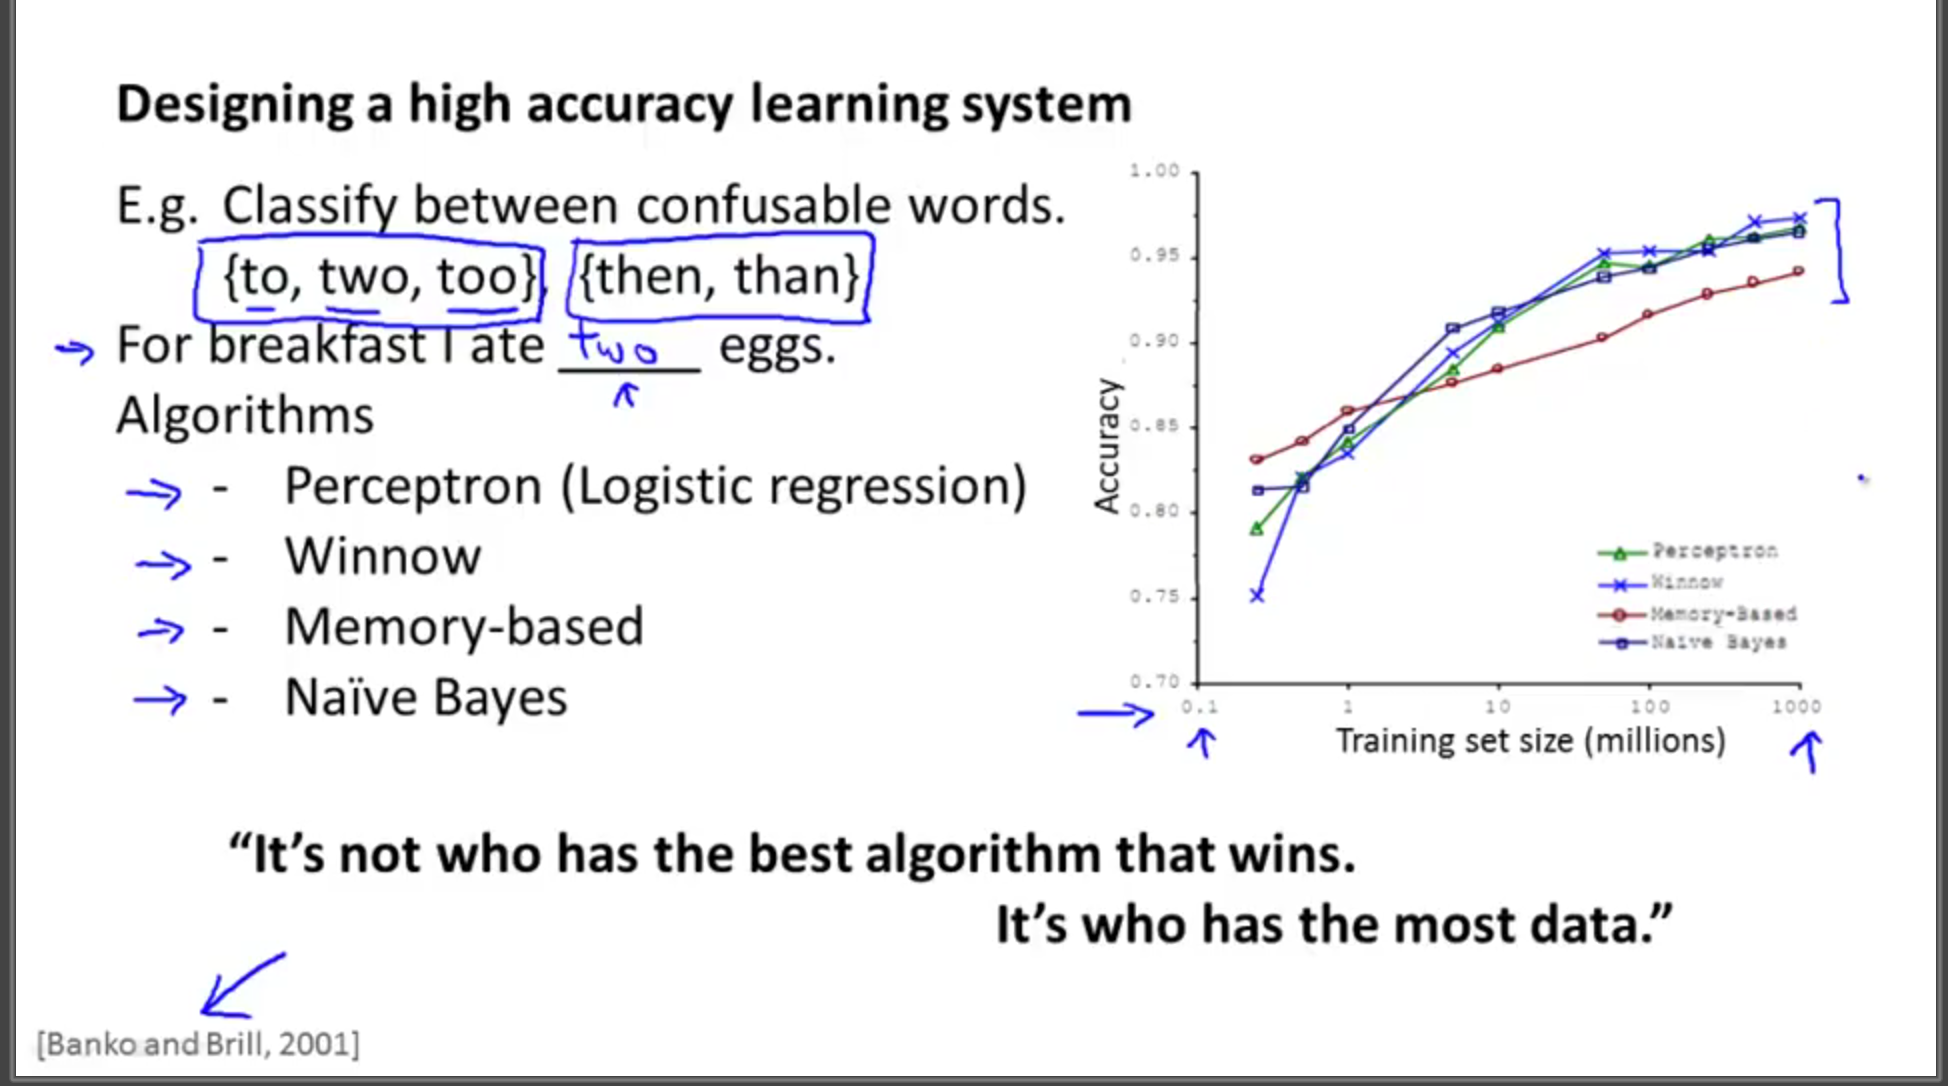 Designing a high accuracy learning system
E.g. Classify between confusable words.
{to, two, too}, {then, than}
For breakfast I ate two eggs.
Algorithms
- Perceptron (Logistic regression)
- Winnow
- Memory-based
- Naïve Bayes
Accuracy
1.00
0.95
0.90
0.85
0.80
0.75
0.70
0.1 1 10 100 1000
Training set size (millions)
Perceptron
Winnow
Memory-Based
Naive Bayes
“It’s not who has the best algorithm that wins.
It’s who has the most data.”
[Banko and Brill, 2001]